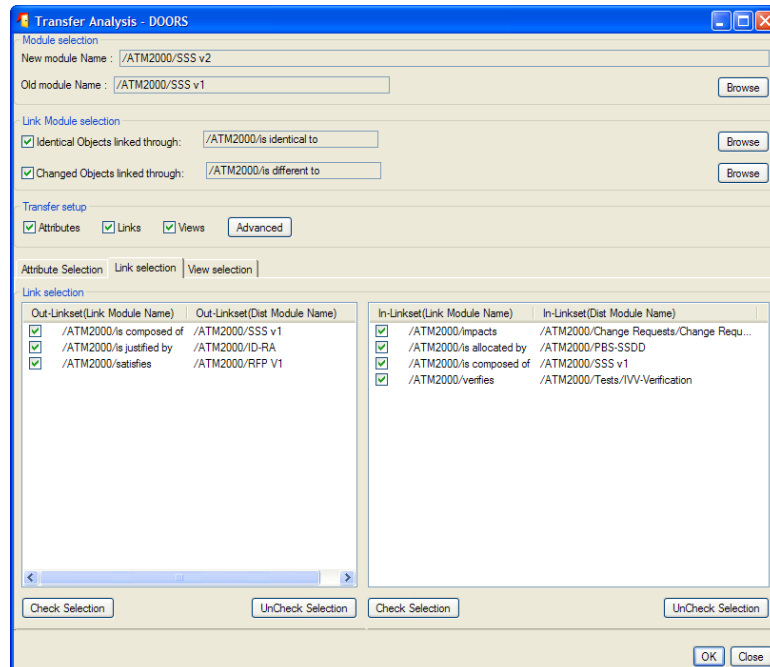 Transfer Analysis - DOORS
Module selection
New module Name : /ATM2000/SSS v2
Old module Name : /ATM2000/SSS v1 Browse
Link Module selection
Identical Objects linked through: /ATM2000/is identical to Browse
Changed Objects linked through: /ATM2000/is different to Browse
Transfer setup
Attributes Links Views Advanced
Attribute Selection Link selection View selection
Link selection
Out-Linkset(Link Module Name) Out-Linkset(Dist Module Name) In-Linkset(Link Module Name) In-Linkset(Dist Module Name)
/ATM2000/is composed of /ATM2000/SSS v1 /ATM2000/impacts /ATM2000/Change Requests/Change Requ...
/ATM2000/is justified by /ATM2000/ID-RA /ATM2000/is allocated by /ATM2000/PBS-SSDD
/ATM2000/satisfies /ATM2000/RFP V1 /ATM2000/is composed of /ATM2000/SSS v1
/ATM2000/verifies /ATM2000/Tests/IVV-Verification
Check Selection UnCheck Selection Check Selection UnCheck Selection
OK Close